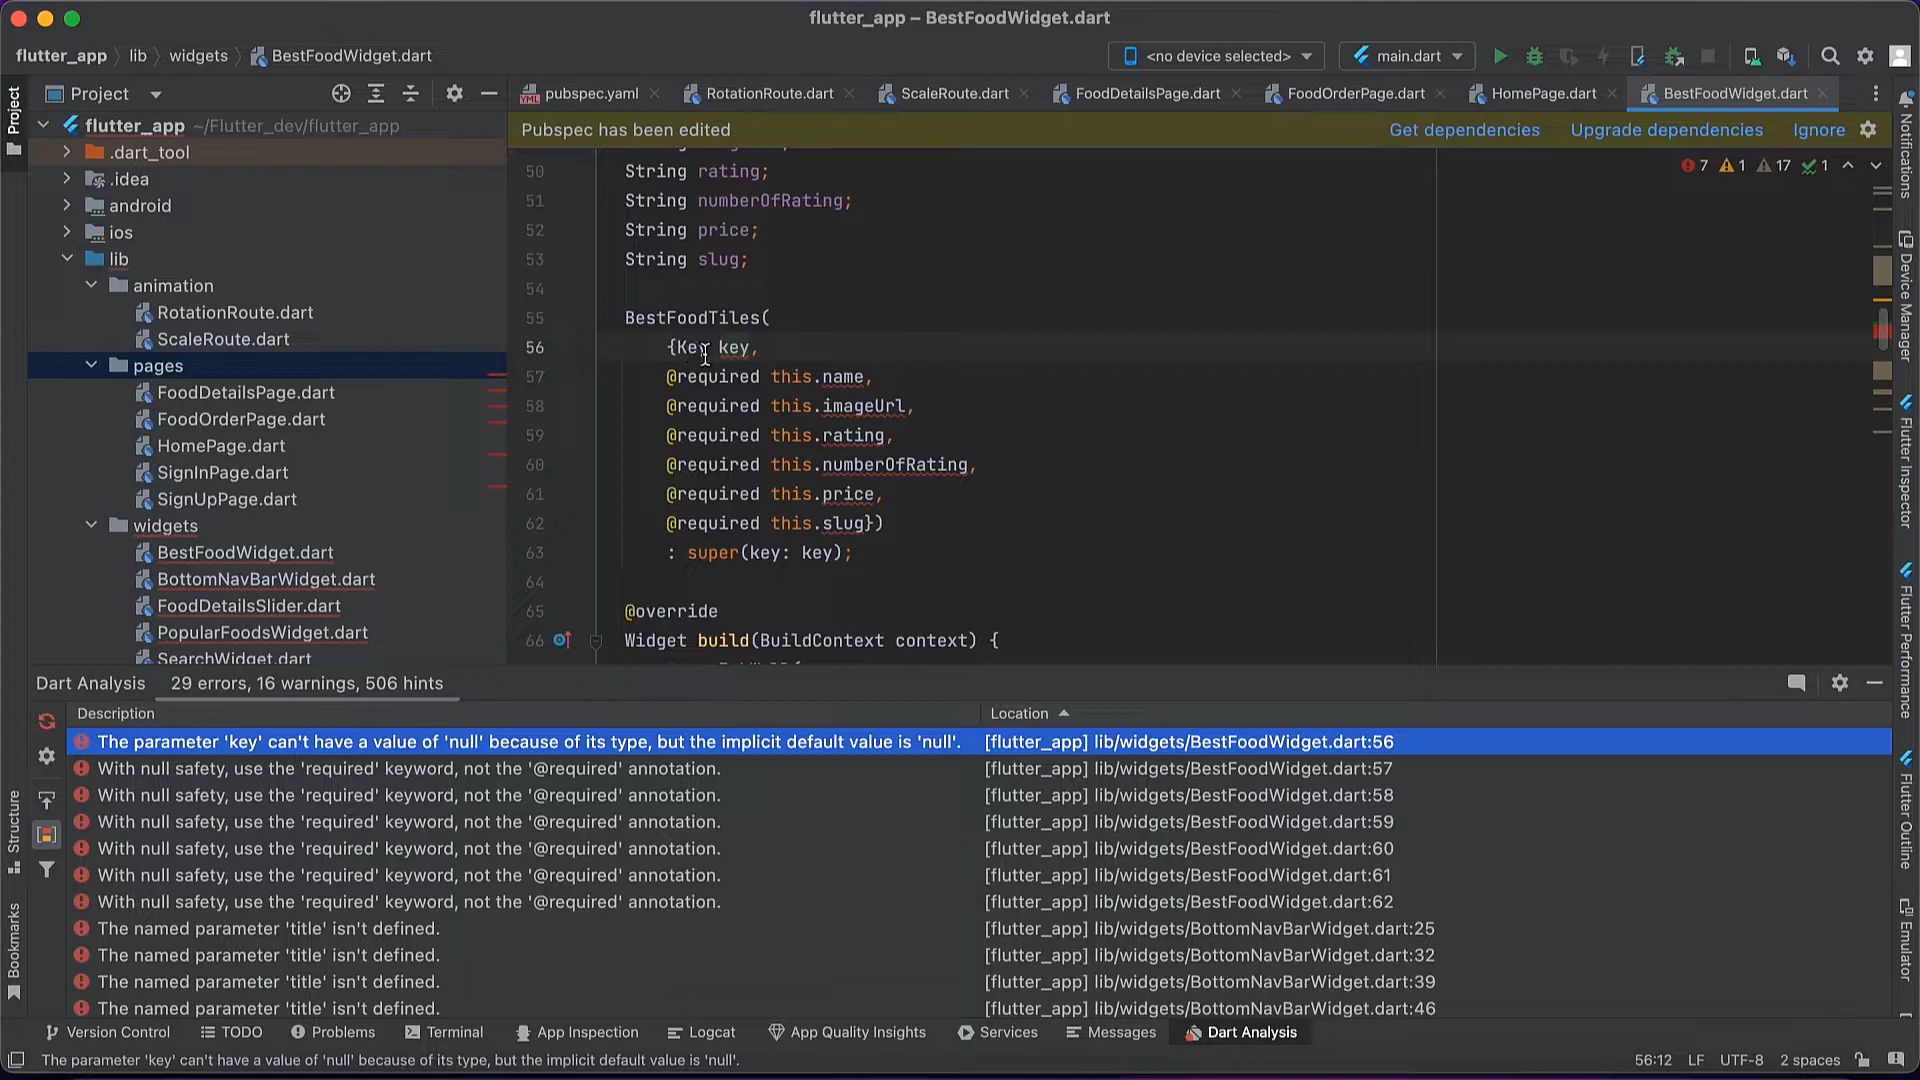 flutter_app – BestFoodWidget.dart
flutter_app
lib
widgets
BestFoodWidget.dart
<no device selected>
main.dart
Project
Project
flutter_app ~/Flutter_dev/flutter_app
.dart_tool
.idea
android
ios
lib
animation
RotationRoute.dart
ScaleRoute.dart
pages
FoodDetailsPage.dart
FoodOrderPage.dart
HomePage.dart
SignInPage.dart
SignUpPage.dart
widgets
BestFoodWidget.dart
BottomNavBarWidget.dart
FoodDetailsSlider.dart
PopularFoodsWidget.dart
SearchWidget.dart
YML
pubspec.yaml
RotationRoute.dart
ScaleRoute.dart
FoodDetailsPage.dart
FoodOrderPage.dart
HomePage.dart
BestFoodWidget.dart
Pubspec has been edited
Get dependencies
Upgrade dependencies
Ignore
7
1
17
1
50 String rating;
51 String numberOfRating;
52 String price;
53 String slug;
54
55 BestFoodTiles(
56 {Key key,
57 @required this.name,
58 @required this.imageUrl,
59 @required this.rating,
60 @required this.numberOfRating,
61 @required this.price,
62 @required this.slug})
63 : super(key: key);
64
65 @override
66 Widget build(BuildContext context) {
Notifications
Device Manager
Flutter Inspector
Flutter Performance
Flutter Outline
Emulator
Structure
Bookmarks
Dart Analysis
29 errors, 16 warnings, 506 hints
Description
Location
The parameter 'key' can't have a value of 'null' because of its type, but the implicit default value is 'null'. [flutter_app] lib/widgets/BestFoodWidget.dart:56
With null safety, use the 'required' keyword, not the '@required' annotation. [flutter_app] lib/widgets/BestFoodWidget.dart:57
With null safety, use the 'required' keyword, not the '@required' annotation. [flutter_app] lib/widgets/BestFoodWidget.dart:58
With null safety, use the 'required' keyword, not the '@required' annotation. [flutter_app] lib/widgets/BestFoodWidget.dart:59
With null safety, use the 'required' keyword, not the '@required' annotation. [flutter_app] lib/widgets/BestFoodWidget.dart:60
With null safety, use the 'required' keyword, not the '@required' annotation. [flutter_app] lib/widgets/BestFoodWidget.dart:61
With null safety, use the 'required' keyword, not the '@required' annotation. [flutter_app] lib/widgets/BestFoodWidget.dart:62
The named parameter 'title' isn't defined. [flutter_app] lib/widgets/BottomNavBarWidget.dart:25
The named parameter 'title' isn't defined. [flutter_app] lib/widgets/BottomNavBarWidget.dart:32
The named parameter 'title' isn't defined. [flutter_app] lib/widgets/BottomNavBarWidget.dart:39
The named parameter 'title' isn't defined. [flutter_app] lib/widgets/BottomNavBarWidget.dart:46
Version Control
TODO
Problems
Terminal
App Inspection
Logcat
App Quality Insights
Services
Messages
Dart Analysis
The parameter 'key' can't have a value of 'null' because of its type, but the implicit default value is 'null'.
56:12
LF
UTF-8
2 spaces